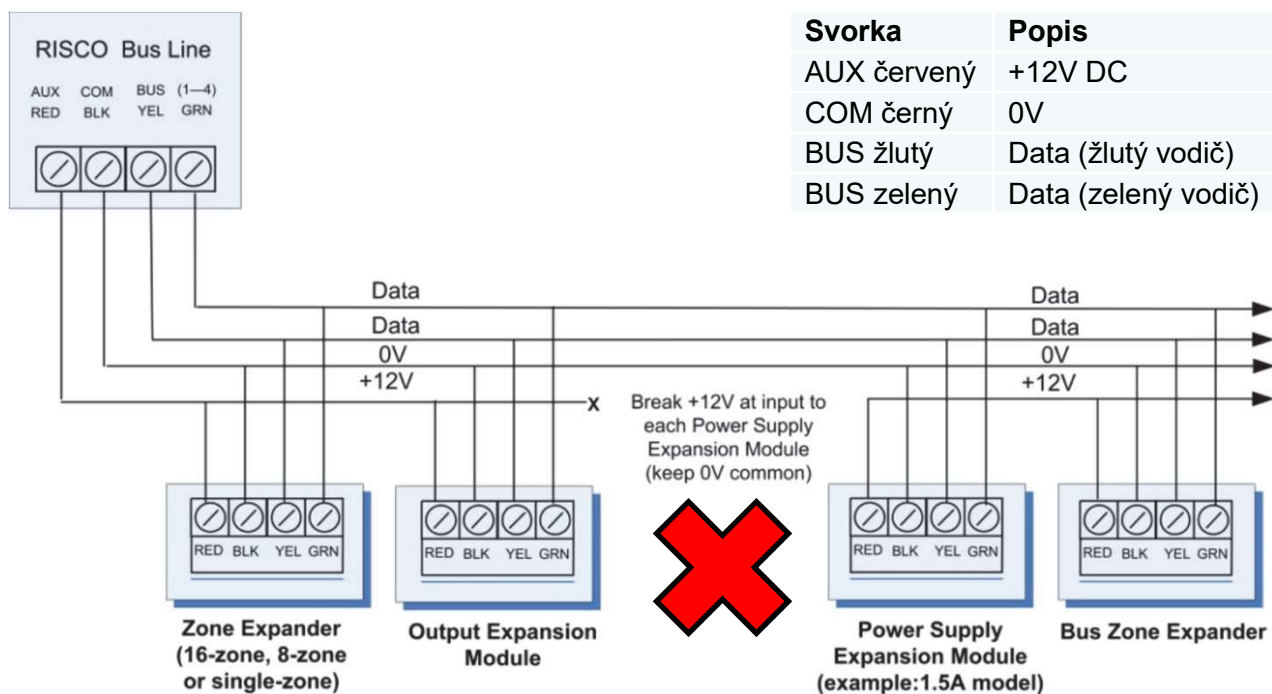 RISCO Bus Line
AUX COM BUS (1—4)
RED BLK YEL GRN
Svorka Popis
AUX červený +12V DC
COM černý 0V
BUS žlutý Data (žlutý vodič)
BUS zelený Data (zelený vodič)
Data Data
Data Data
0V 0V
+12V +12V
x
Break +12V at input to
each Power Supply
Expansion Module
(keep 0V common)
RED BLK YEL GRN
RED BLK YEL GRN
RED BLK YEL GRN
RED BLK YEL GRN
Zone Expander
(16-zone, 8-zone
or single-zone)
Output Expansion
Module
Power Supply
Expansion Module
(example:1.5A model)
Bus Zone Expander